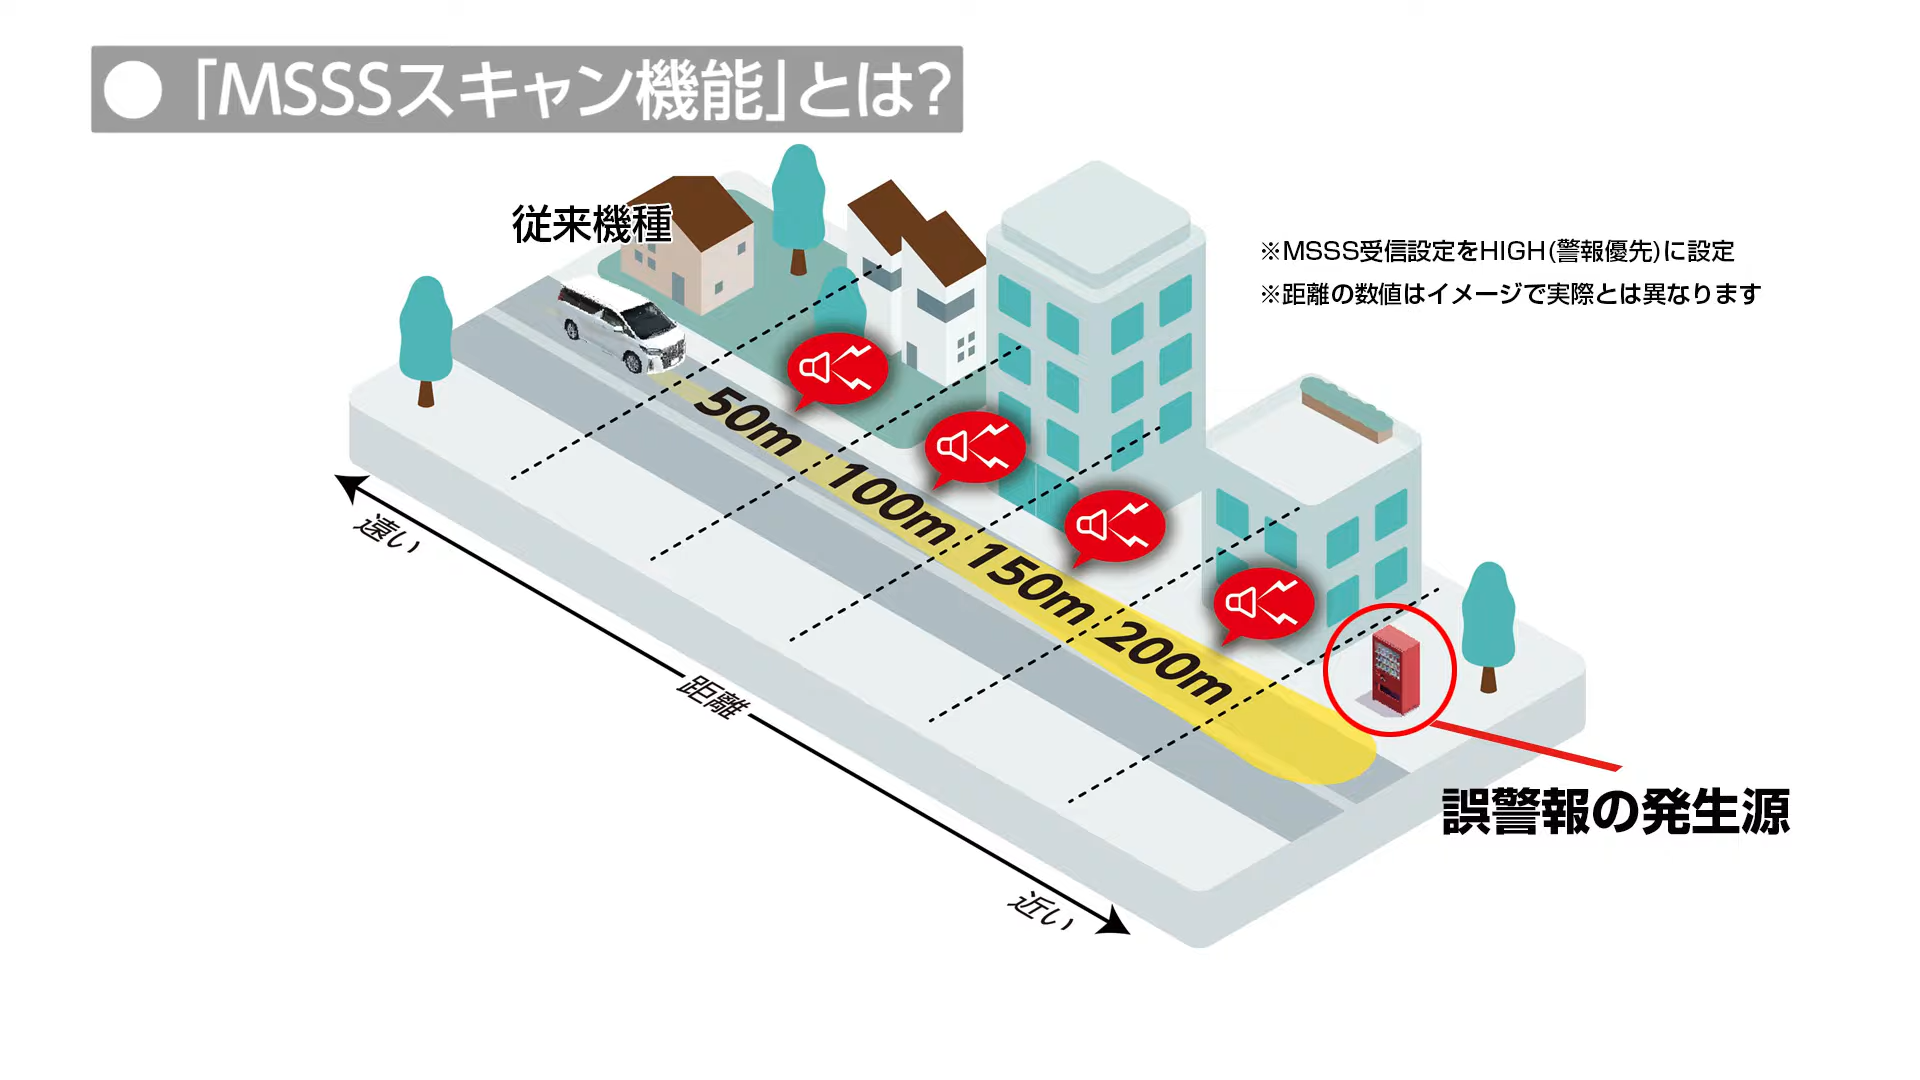 ●「MSSSスキャン機能」とは?
従来機種
※MSSS受信設定をHIGH(警報優先)に設定
※距離の数値はイメージで実際とは異なります
50m
100m
150m
200m
遠い
距離
近い
誤警報の発生源